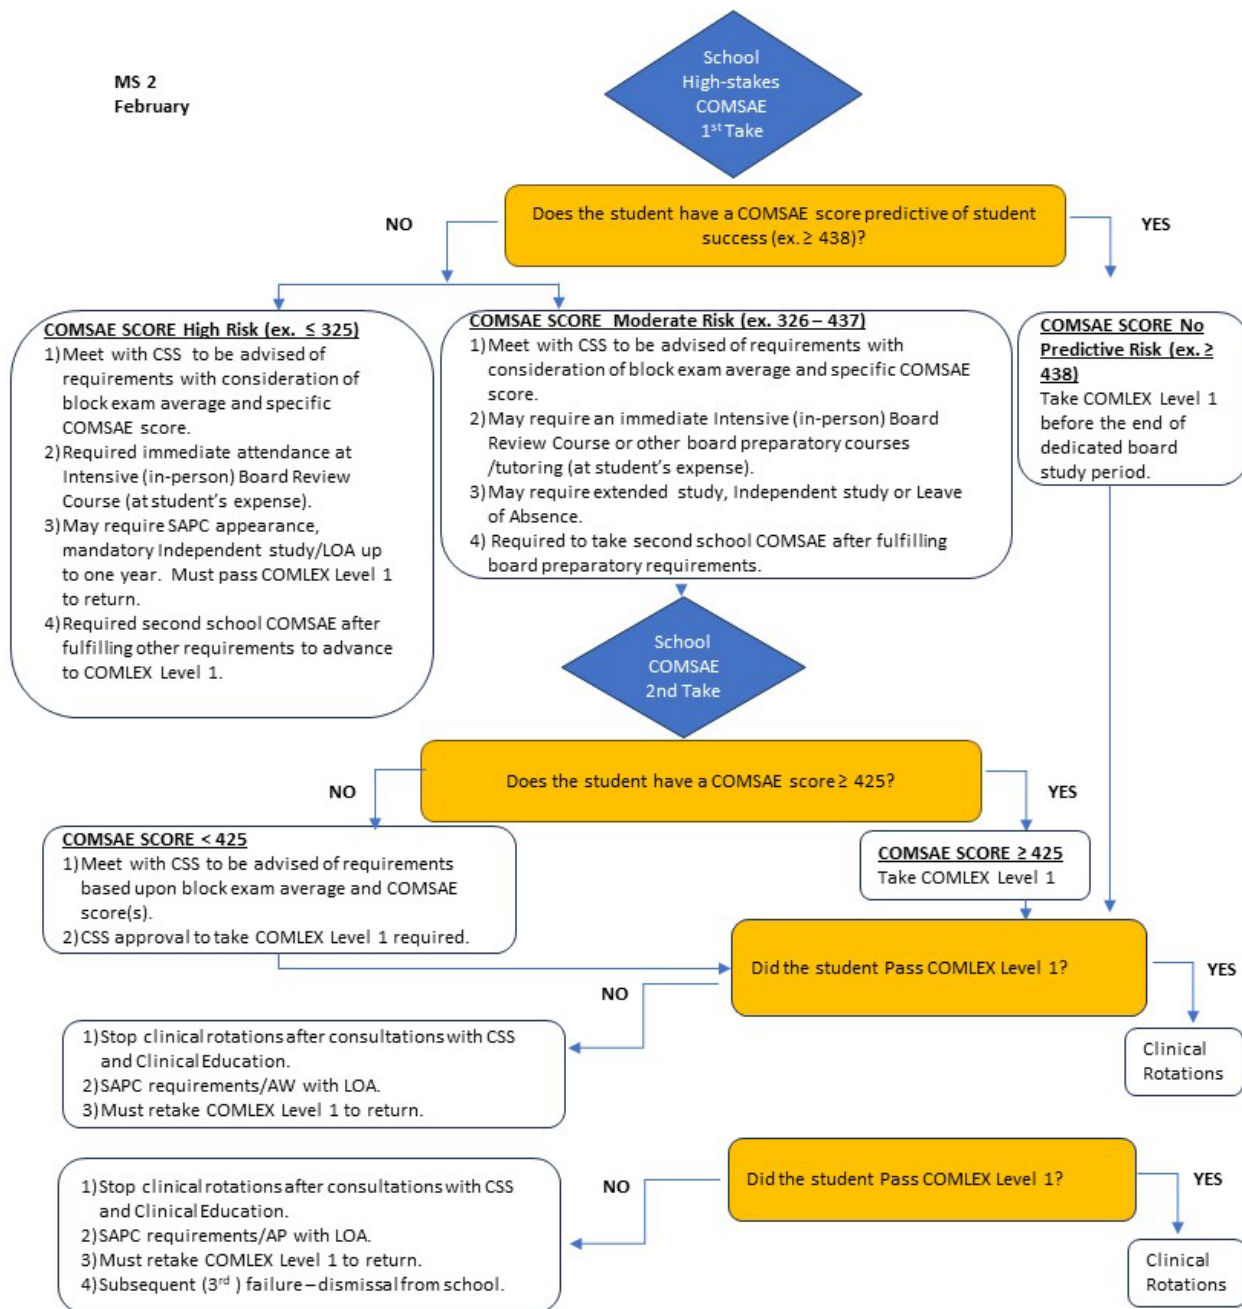 MS 2
February
School
High-stakes
COMSAE
1st Take
Does the student have a COMSAE score predictive of student
success (ex. ≥ 438)?
NO
YES
COMSAE SCORE High Risk (ex. ≤ 325)
1)Meet with CSS to be advised of
requirements with consideration of
block exam average and specific
COMSAE score.
2)Required immediate attendance at
Intensive (in-person) Board Review
Course (at student's expense).
3)May require SAPC appearance,
mandatory Independent study/LOA up
to one year. Must pass COMLEX Level 1
to return.
4)Required second school COMSAE after
fulfilling other requirements to advance
to COMLEX Level 1.
COMSAE SCORE Moderate Risk (ex. 326 – 437)
1)Meet with CSS to be advised of requirements with
consideration of block exam average and specific COMSAE
score.
2)May require an immediate Intensive (in-person) Board
Review Course or other board preparatory courses
/tutoring (at student's expense).
3)May require extended study, Independent study or Leave
of Absence.
4) Required to take second school COMSAE after fulfilling
board preparatory requirements.
COMSAE SCORE No
Predictive Risk (ex. ≥
438)
Take COMLEX Level 1
before the end of
dedicated board
study period.
School
COMSAE
2nd Take
Does the student have a COMSAE score ≥ 425?
NO
YES
COMSAE SCORE < 425
1)Meet with CSS to be advised of requirements
based upon block exam average and COMSAE
score(s).
2)CSS approval to take COMLEX Level 1 required.
COMSAE SCORE ≥ 425
Take COMLEX Level 1
Did the student Pass COMLEX Level 1?
NO
YES
1)Stop clinical rotations after consultations with CSS
and Clinical Education.
2)SAPC requirements/AW with LOA.
3)Must retake COMLEX Level 1 to return.
Clinical
Rotations
Did the student Pass COMLEX Level 1?
NO
YES
1)Stop clinical rotations after consultations with CSS
and Clinical Education.
2)SAPC requirements/AP with LOA.
3)Must retake COMLEX Level 1 to return.
4)Subsequent (3rd ) failure – dismissal from school.
Clinical
Rotations